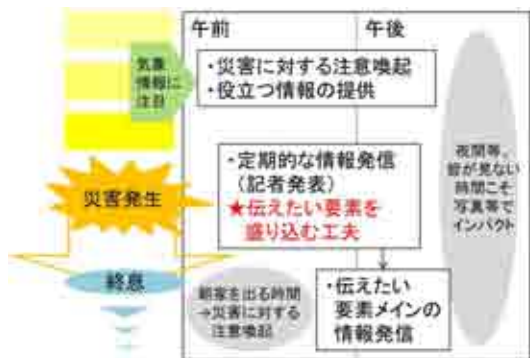 午前
午後
気象
情報に
注目
・災害に対する注意喚起
・役立つ情報の提供
災害発生
・定期的な情報発信
（記者発表）
★伝えたい要素を
盛り込む工夫
夜間等、
皆が見ない
時間こそ
写真等で
インパクト
終息
を出る時間
→災害に対する
注意喚起
・伝えたい
要素メインの
情報発信